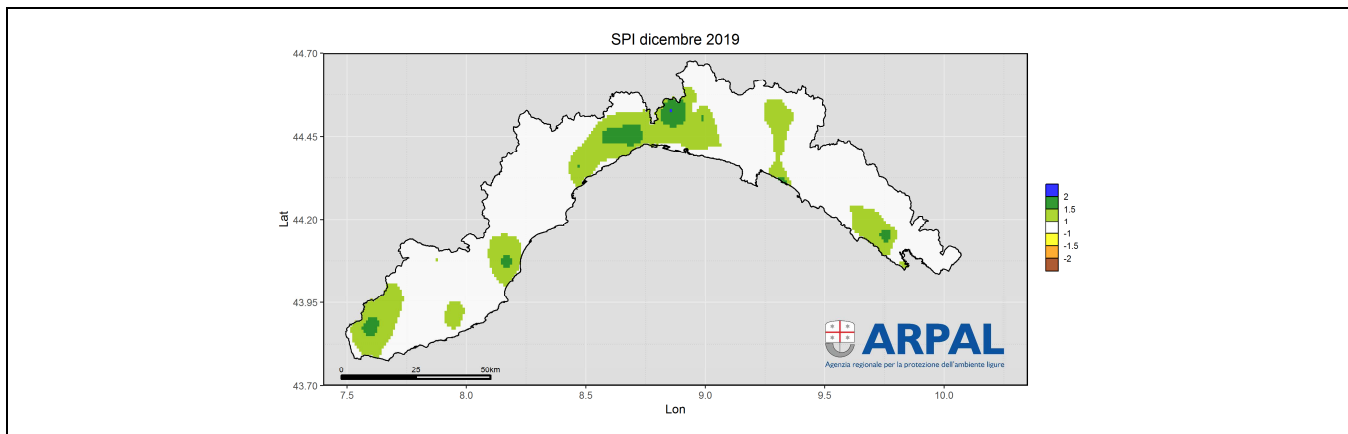 SPI dicembre 2019
44.70
44.45
44.20
43.95
43.70
Lat
7.5 8.0 8.5 9.0 9.5 10.0
Lon
0 25 50km
ARPAL
Agenzia regionale per la protezione dell'ambiente ligure
2
1.5
1
-1
-1.5
-2